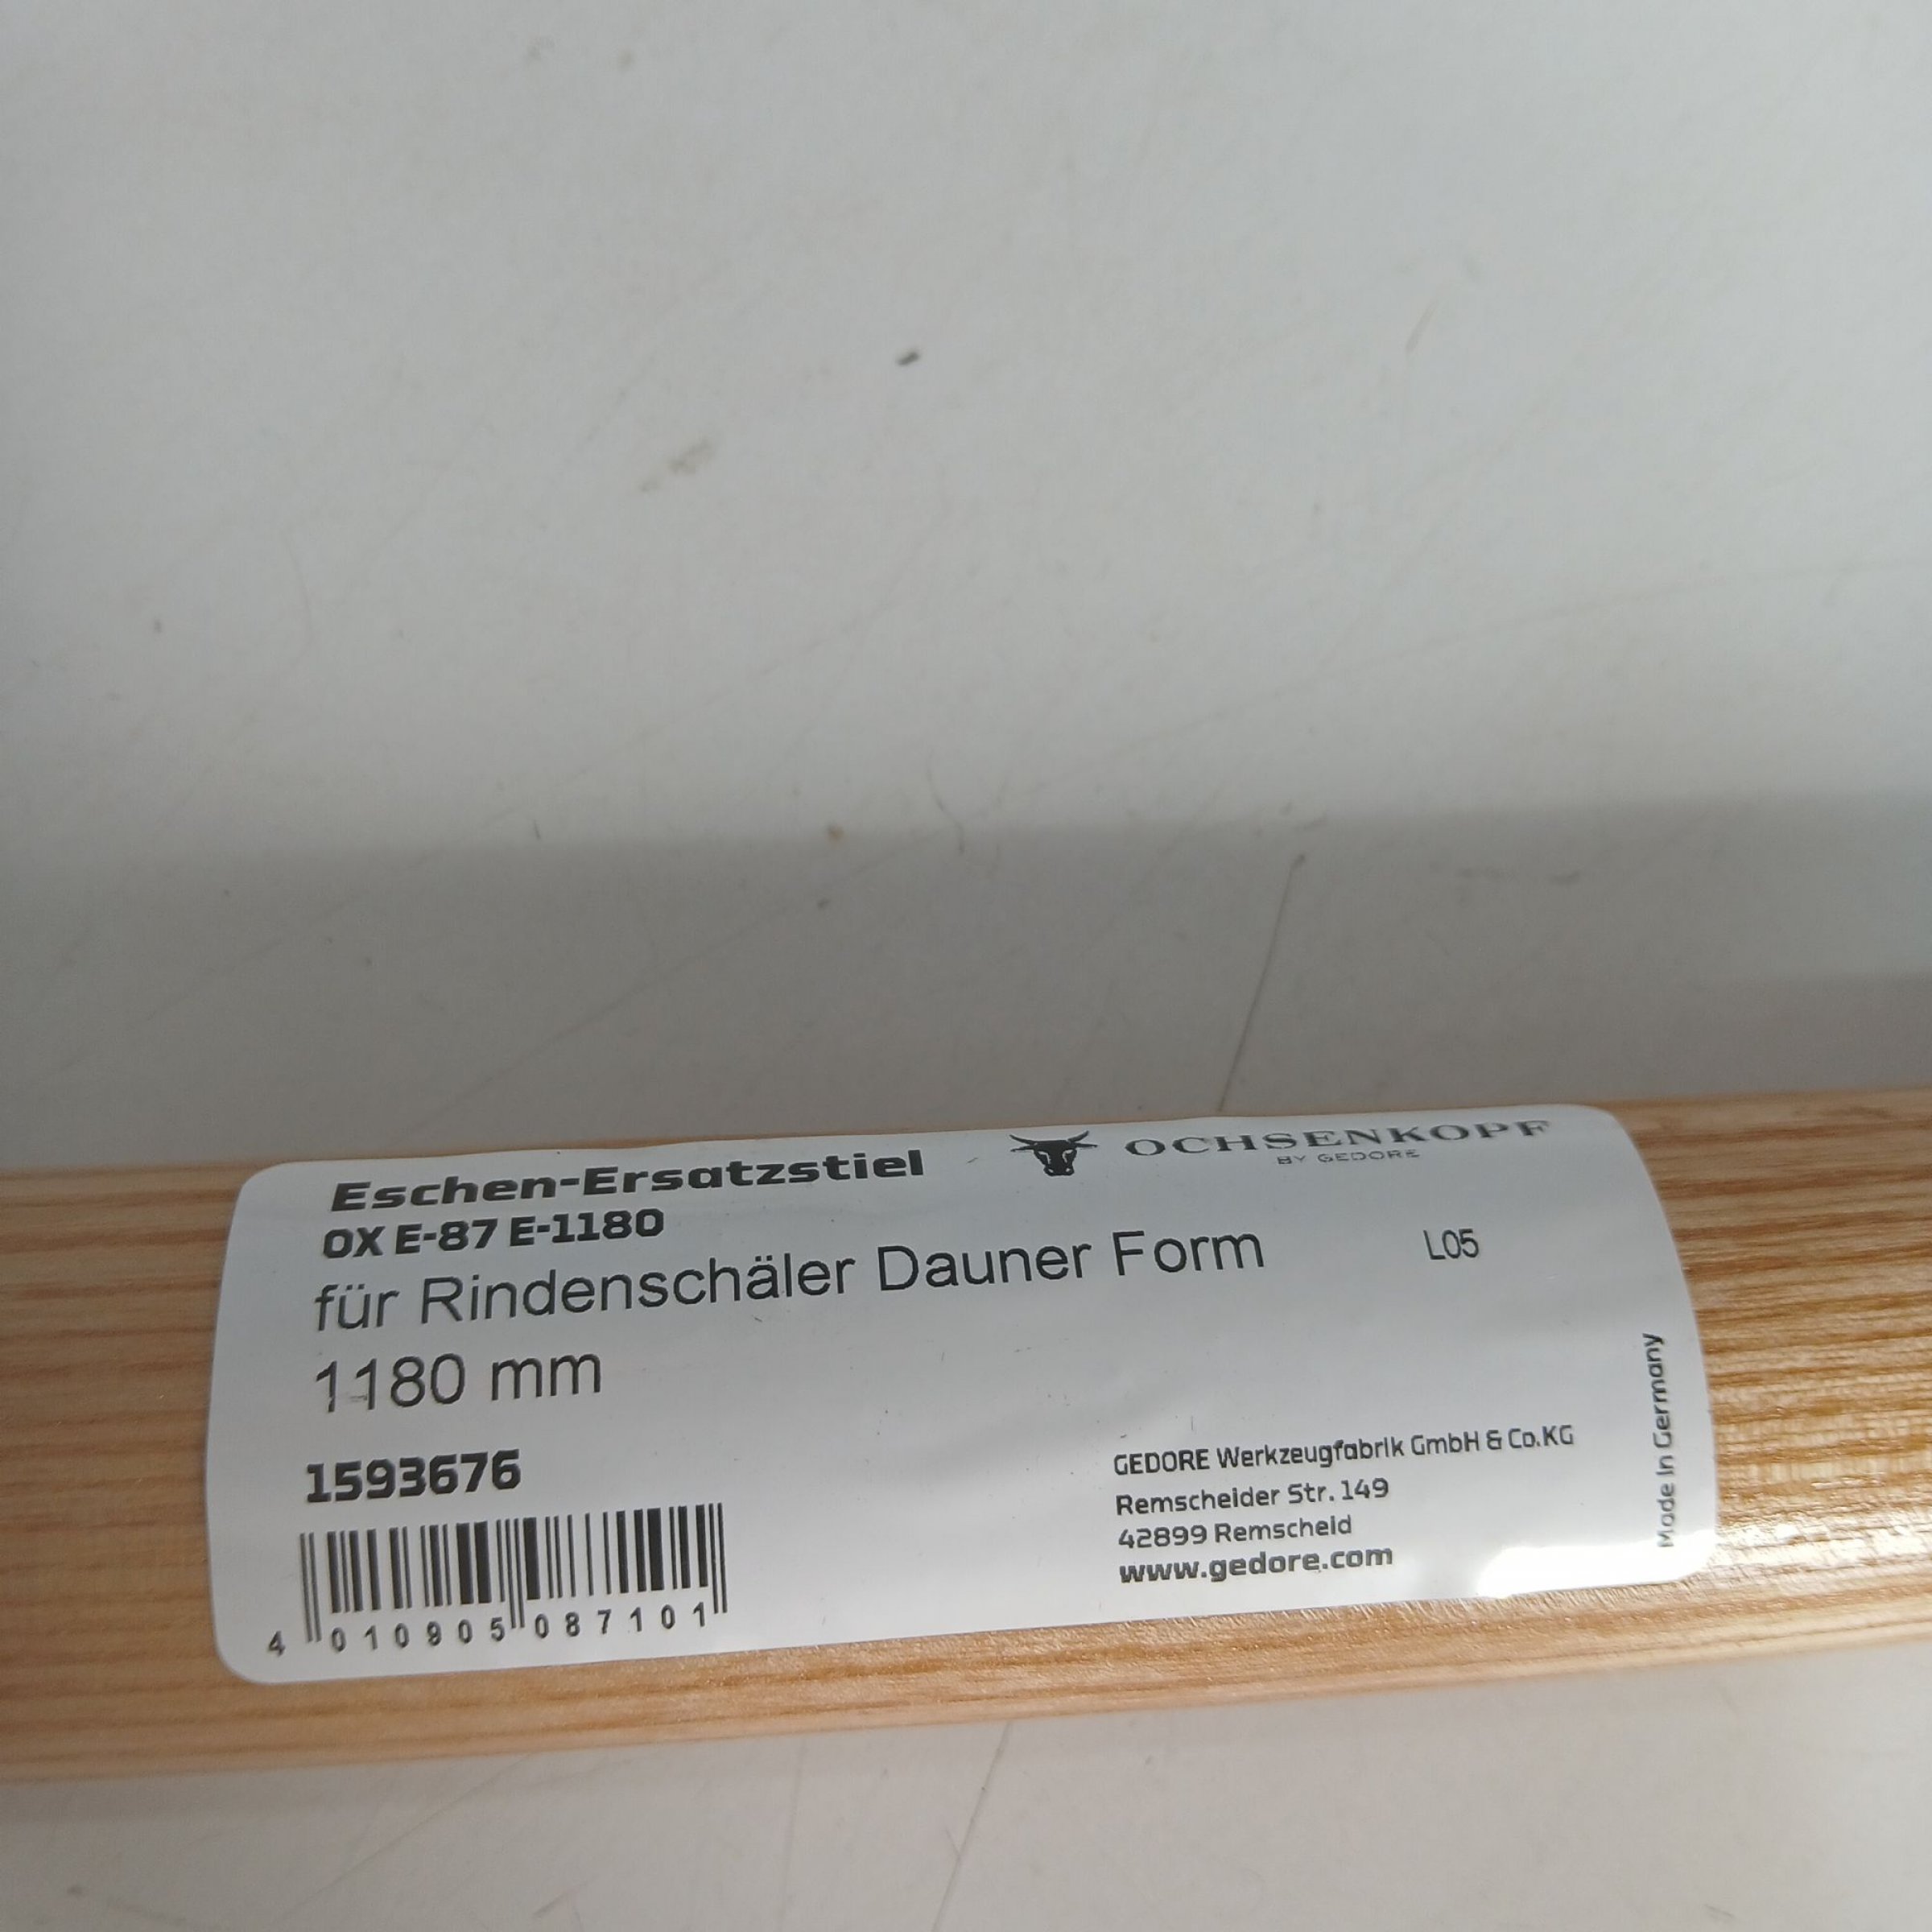 Eschen-Ersatzstiel
OCHSENKOPF
BY GEDORE
OX E-87 E-1180
für Rindenschäler Dauner Form
L05
1180 mm
1593676
4 010905 087101
GEDORE Werkzeugfabrik GmbH & Co.KG
Remscheider Str. 149
42899 Remscheid
www.gedore.com
Made in Germany